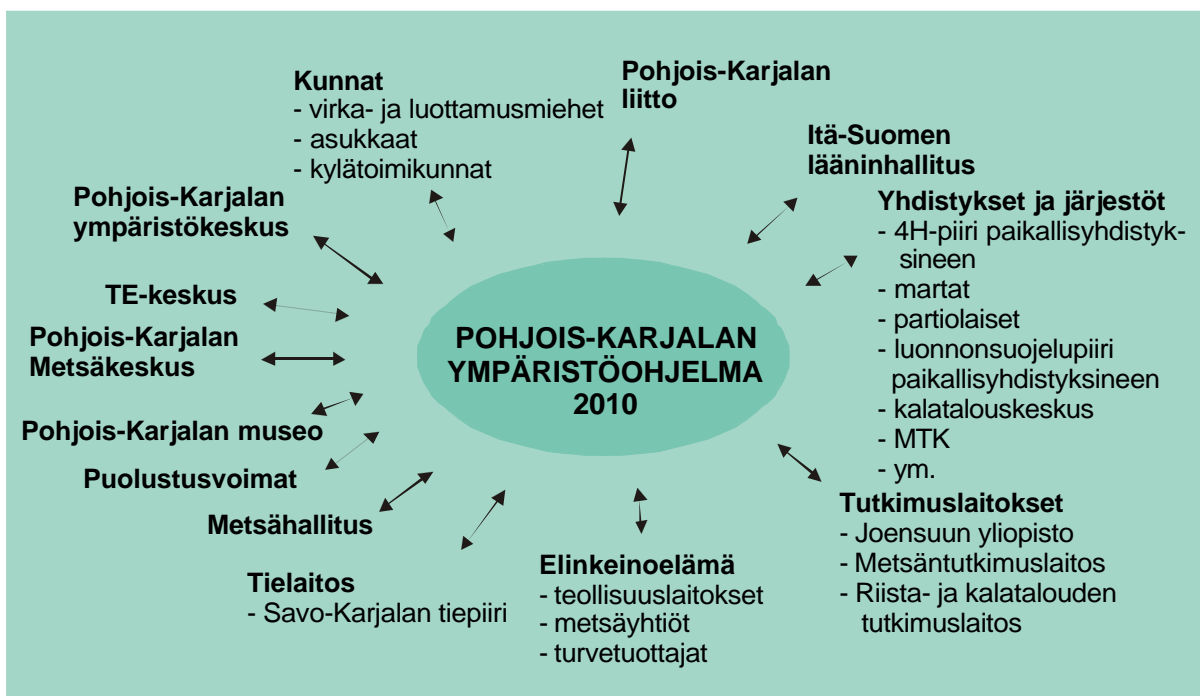 Kunnat
- virka- ja luottamusmiehet
- asukkaat
- kylätoimikunnat
Pohjois-Karjalan
liitto
Itä-Suomen
lääninhallitus
Yhdistykset ja järjestöt
- 4H-piiri paikallisyhdistyk-
sineen
- martat
- partiolaiset
- luonnonsuojelupiiri
paikallisyhdistyksineen
- kalatalouskeskus
- MTK
- ym.
Tutkimuslaitokset
- Joensuun yliopisto
- Metsäntutkimuslaitos
- Riista- ja kalatalouden
tutkimuslaitos
Elinkeinoelämä
- teollisuuslaitokset
- metsäyhtiöt
- turvetuottajat
Tielaitos
- Savo-Karjalan tiepiiri
Metsähallitus
Puolustusvoimat
Pohjois-Karjalan museo
Pohjois-Karjalan
Metsäkeskus
TE-keskus
Pohjois-Karjalan
ympäristökeskus
POHJOIS-KARJALAN
YMPÄRISTÖOHJELMA
2010